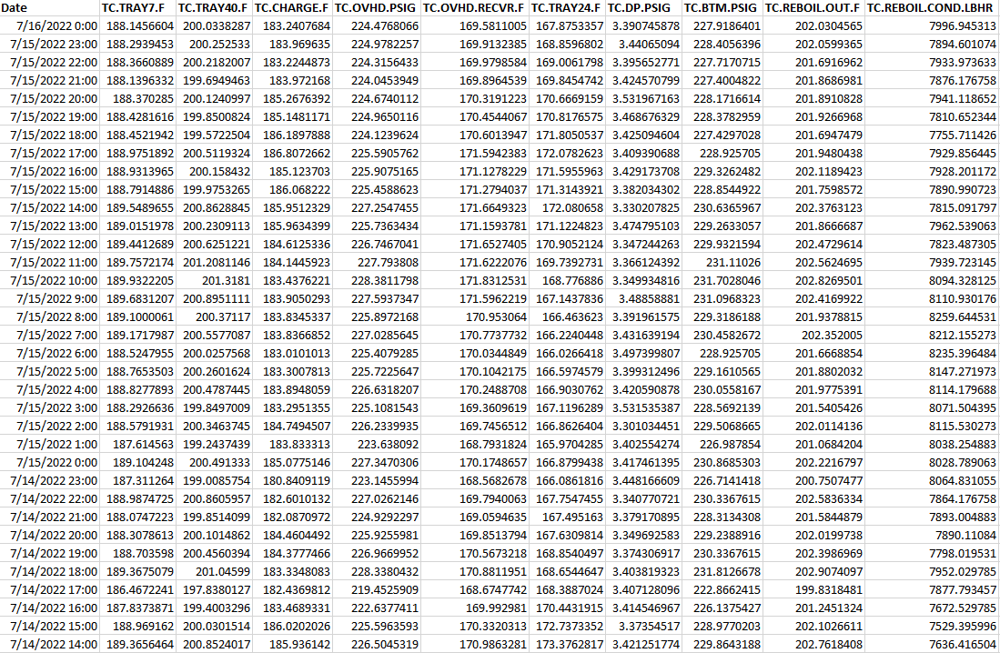 Date TC.TRAY7.F TC.TRAY40.F TC.CHARGE.F TC.OVHD.PSIG TC.OVHD.RECVR.F TC.TRAY24.F TC.DP.PSIG TC.BTM.PSIG TC.REBOIL.OUT.F TC.REBOIL.COND.LBHR
7/16/2022 0:00 188.1456604 200.0338287 183.2407684 224.4768066 169.5811005 167.8753357 3.390745878 227.9186401 202.0304565 7996.945313
7/15/2022 23:00 188.2939453 200.252533 183.969635 224.9782257 169.9132385 168.8596802 3.44065094 228.4056396 202.0599365 7894.601074
7/15/2022 22:00 188.3660889 200.2182007 183.2244873 224.3156433 169.9798584 169.0061798 3.395652771 227.7170715 201.6916962 7933.973633
7/15/2022 21:00 188.1396332 199.6949463 183.972168 224.0453949 169.8964539 169.8454742 3.424570799 227.4004822 201.8686981 7876.176758
7/15/2022 20:00 188.370285 200.1240997 185.2676392 224.6740112 170.3191223 170.6669159 3.531967163 228.1716614 201.8910828 7941.118652
7/15/2022 19:00 188.4281616 199.8500824 185.1481171 224.9650116 170.4544067 170.8176575 3.468676329 228.3782959 201.9266968 7810.652344
7/15/2022 18:00 188.4521942 199.5722504 186.1897888 224.1239624 170.6013947 171.8050537 3.425094604 227.4297028 201.6947479 7755.711426
7/15/2022 17:00 188.9751892 200.5119324 186.8072662 225.5905762 171.5942383 172.0782623 3.409390688 228.925705 201.9480438 7929.856445
7/15/2022 16:00 188.9313965 200.158432 185.123703 225.9075165 171.1278229 171.5955963 3.429173708 229.3262482 202.1189423 7928.201172
7/15/2022 15:00 188.7914886 199.9753265 186.068222 225.4588623 171.2794037 171.3143921 3.382034302 228.8544922 201.7598572 7890.990723
7/15/2022 14:00 189.5489655 200.8628845 185.9512329 227.2547455 171.6649323 172.080658 3.330207825 230.6365967 202.3763123 7815.091797
7/15/2022 13:00 189.0151978 200.2309113 185.9634399 225.7363434 171.1593781 171.1224823 3.474795103 229.2633057 201.8666687 7962.539063
7/15/2022 12:00 189.4412689 200.6251221 184.6125336 226.7467041 171.6527405 170.9052124 3.347244263 229.9321594 202.4729614 7823.487305
7/15/2022 11:00 189.7572174 201.2081146 184.1445923 227.793808 171.6222076 169.7392731 3.366124392 231.11026 202.5624695 7939.723145
7/15/2022 10:00 189.9322205 201.3181 183.4376221 228.3811798 171.8312531 168.776886 3.349934816 231.7028046 202.8269501 8094.328125
7/15/2022 9:00 189.6831207 200.8951111 183.9050293 227.5937347 171.5962219 167.1437836 3.48858881 231.0968323 202.4169922 8110.930176
7/15/2022 8:00 189.1000061 200.37117 183.8345337 225.8972168 170.953064 166.463623 3.391961575 229.3186188 201.9378815 8259.644531
7/15/2022 7:00 189.1717987 200.5577087 183.8366852 227.0285645 170.7737732 166.2240448 3.431639194 230.4582672 202.352005 8212.155273
7/15/2022 6:00 188.5247955 200.0257568 183.0101013 225.4079285 170.0344849 166.0266418 3.497399807 228.925705 201.6668854 8235.396484
7/15/2022 5:00 188.7653503 200.2601624 183.3007813 225.7225647 170.1042175 166.5974579 3.399312496 229.1610565 201.8802032 8147.271973
7/15/2022 4:00 188.8277893 200.4787445 183.8948059 226.6318207 170.2488708 166.9030762 3.420590878 230.0558167 201.9775391 8114.179688
7/15/2022 3:00 188.2926636 199.8497009 183.2951355 225.1081543 169.3609619 167.1196289 3.531535387 228.5692139 201.5405426 8071.504395
7/15/2022 2:00 188.5791931 200.3463745 184.7494507 226.2339935 169.7456512 166.8626404 3.301034451 229.5068665 202.0114136 8115.530273
7/15/2022 1:00 187.614563 199.2437439 183.833313 223.638092 168.7931824 165.9704285 3.402554274 226.987854 201.0684204 8038.254883
7/15/2022 0:00 189.104248 200.491333 185.0775146 227.3470306 170.1748657 166.8799438 3.417461395 230.8685303 202.2216797 8028.789063
7/14/2022 23:00 187.311264 199.0085754 180.8409119 223.1455994 168.5682678 166.0861816 3.448166609 226.7141418 200.7507477 8064.831055
7/14/2022 22:00 188.9874725 200.8605957 182.6010132 227.0262146 169.7940063 167.7547455 3.340770721 230.3367615 202.5836334 7864.176758
7/14/2022 21:00 188.0747223 199.8514099 182.0870972 224.9292297 169.0594635 167.495163 3.379170895 228.3134308 201.5844879 7893.004883
7/14/2022 20:00 188.3078613 200.1014862 184.4604492 225.9255981 169.8513794 167.6309814 3.349692583 229.2388916 202.0199738 7890.11084
7/14/2022 19:00 188.703598 200.4560394 184.3777466 226.9669952 170.5673218 168.8540497 3.374306917 230.3367615 202.3986969 7798.019531
7/14/2022 18:00 189.3675079 201.04599 183.3348083 228.3380432 170.8811951 168.6544647 3.403819323 231.8126678 202.9074097 7952.029785
7/14/2022 17:00 186.4672241 197.8380127 182.4369812 219.4525909 168.6747742 168.3887024 3.407128096 222.8662415 199.8318481 7877.793457
7/14/2022 16:00 187.8373871 199.4003296 183.4689331 222.6377411 169.992981 170.4431915 3.414546967 226.1375427 201.2451324 7672.529785
7/14/2022 15:00 188.969162 200.0301514 186.0202026 225.5963593 170.3320313 172.7373352 3.37354517 228.9770203 202.1026611 7529.395996
7/14/2022 14:00 189.3656464 200.8524017 185.936142 226.5045319 170.9863281 173.3762817 3.421251774 229.8643188 202.7618408 7636.416504